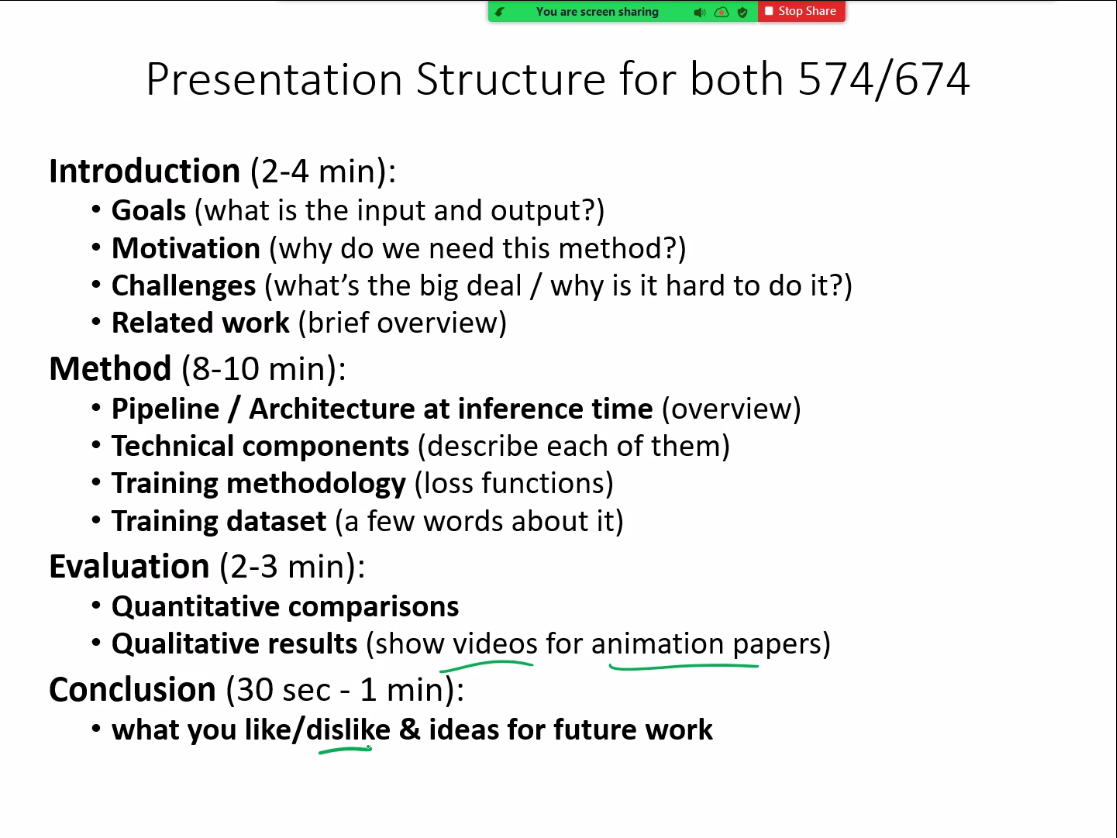 You are screen sharing Stop Share
Presentation Structure for both 574/674
Introduction (2-4 min):
• Goals (what is the input and output?)
• Motivation (why do we need this method?)
• Challenges (what’s the big deal / why is it hard to do it?)
• Related work (brief overview)
Method (8-10 min):
• Pipeline / Architecture at inference time (overview)
• Technical components (describe each of them)
• Training methodology (loss functions)
• Training dataset (a few words about it)
Evaluation (2-3 min):
• Quantitative comparisons
• Qualitative results (show videos for animation papers)
Conclusion (30 sec - 1 min):
• what you like/dislike & ideas for future work